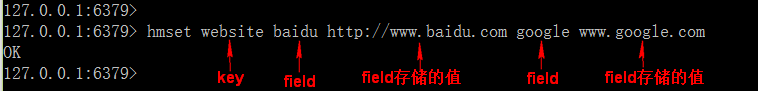 127.0.0.1:6379>
127.0.0.1:6379> hmset website baidu http://www.baidu.com google www.google.com
OK
127.0.0.1:6379>
key field field存储的值 field field存储的值